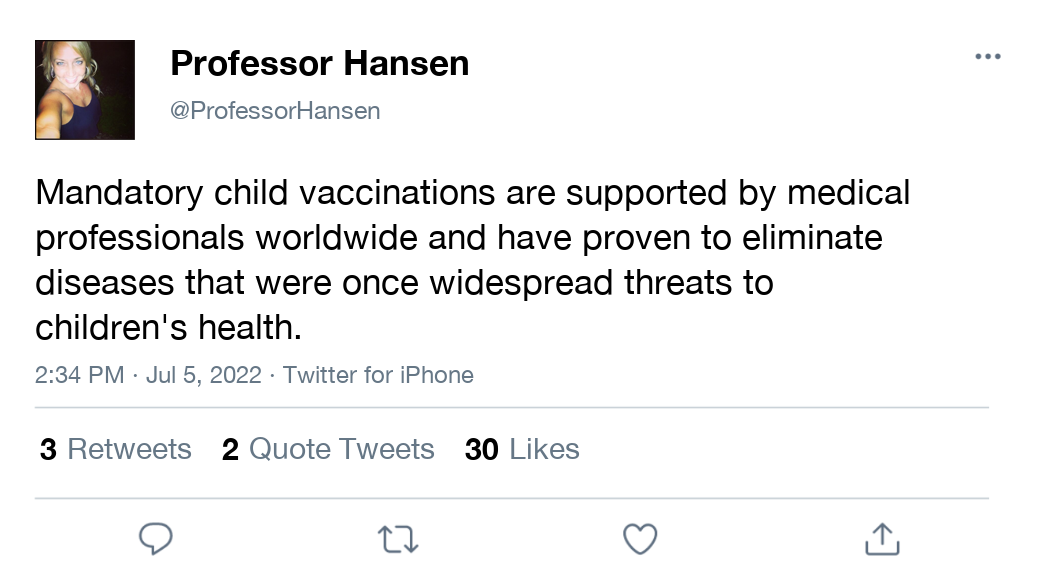 Professor Hansen
@ProfessorHansen
Mandatory child vaccinations are supported by medical
professionals worldwide and have proven to eliminate
diseases that were once widespread threats to
children's health.
2:34 PM · Jul 5, 2022 · Twitter for iPhone
3 Retweets 2 Quote Tweets 30 Likes